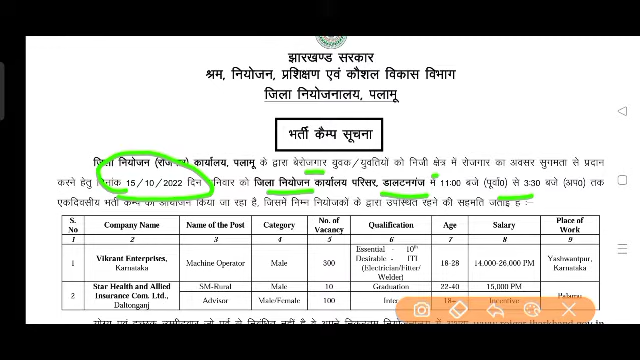 झारखण्ड सरकार
श्रम, नियोजन, प्रशिक्षण एवं कौशल विकास विभाग
जिला नियोजनालय, पलामू
भर्ती कैम्प सूचना
जिला नियोजन कार्यालय, पलामू के द्वारा बेरोजगार युवक/युवतियों को निजी क्षेत्र में रोजगार का अवसर सुगमता से प्रदान
करने हेतु दिनांक 15/10/2022 दिन शनिवार को जिला नियोजन कार्यालय परिसर, डालटनगंज में 11:00 बजे (पूर्वा०) से 3:30 बजे (अप०) तक
एकदिवसीय भर्ती कैम्प का आयोजन किया जा रहा है, जिसमें निम्न नियोजकों के द्वारा उपस्थित रहने की सहमति जताई है :-
S. No Company Name Name of the Post Category No. of Vacancy Qualification Age Salary Place of Work
1 2 3 4 5 6 7 8 9
1 Vikrant Enterprises, Karnataka Machine Operator Male 300 Essential - 10th Desirable - ITI (Electrician/Fitter/ Welder) 18-28 14,000-26,000 PM Yashwantpur, Karnataka
2 Star Health and Allied Insurance Com. Ltd., Daltonganj SM-Rural Male 10 Graduation 22-40 15,000 PM Palamu
Advisor Male/Female 100 Inter 18+ Incentive